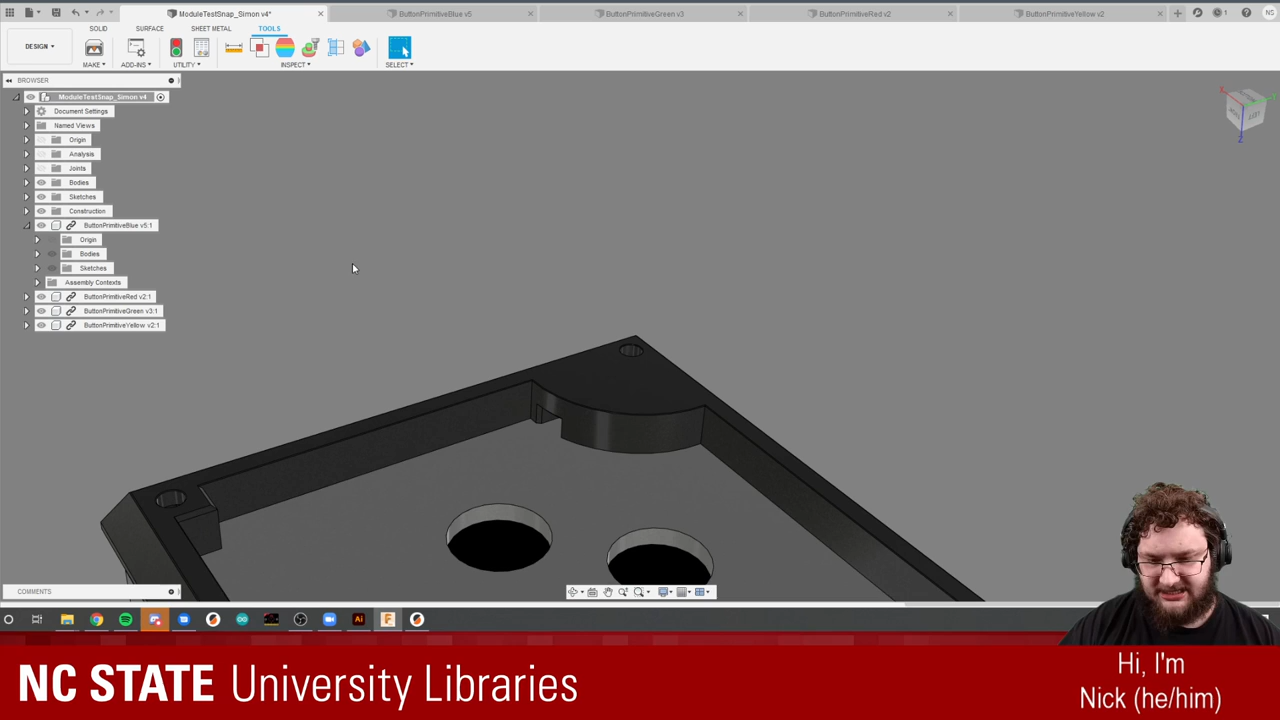 ModuleTestSnap_Simon v4*
ButtonPrimitiveBlue v5
ButtonPrimitiveGreen v3
ButtonPrimitiveRed v2
ButtonPrimitiveYellow v2
1
NS
SOLID SURFACE SHEET METAL TOOLS
DESIGN
MAKE
ADD-INS
UTILITY
INSPECT
SELECT
BROWSER
ModuleTestSnap_Simon v4
Document Settings
Named Views
Origin
Analysis
Joints
Bodies
Sketches
Construction
ButtonPrimitiveBlue v5:1
Origin
Bodies
Sketches
Assembly Contexts
ButtonPrimitiveRed v2:1
ButtonPrimitiveGreen v3:1
ButtonPrimitiveYellow v2:1
X
Z
COMMENTS
Ai
F
NC STATE University Libraries
Hi, I'm
Nick (he/him)